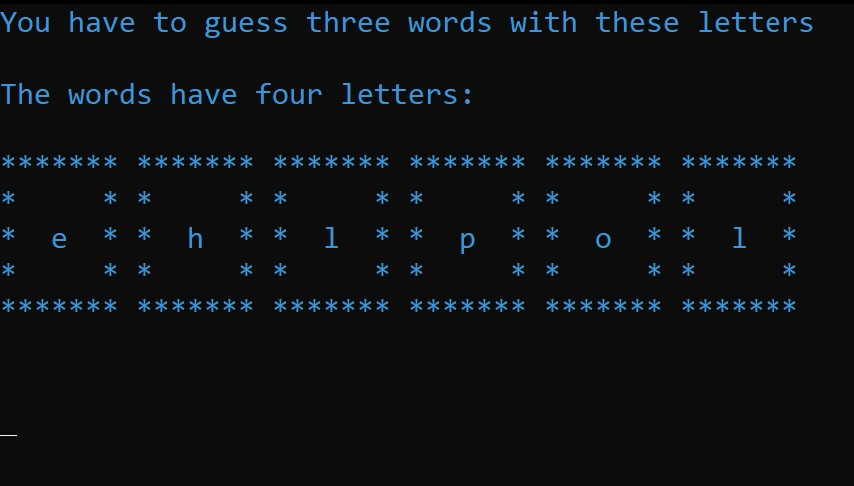 You have to guess three words with these letters
The words have four letters:
******* ******* ******* ******* ******* *******
*     * *     * *     * *     * *     * *     *
*  e  * *  h  * *  l  * *  p  * *  o  * *  l  *
*     * *     * *     * *     * *     * *     *
******* ******* ******* ******* ******* *******
_